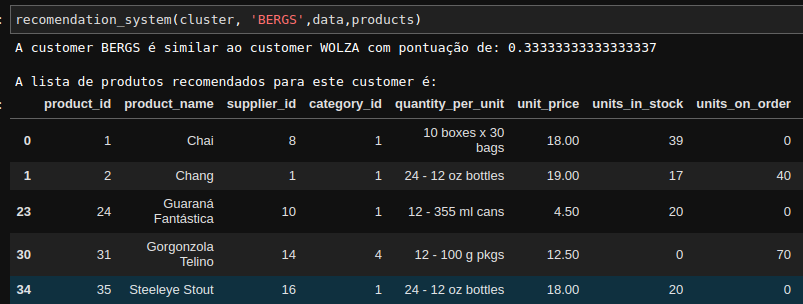 recomendation_system(cluster, 'BERGS',data,products)
A customer BERGS é similar ao customer WOLZA com pontuação de: 0.33333333333333337
A lista de produtos recomendados para este customer é:
product_id product_name supplier_id category_id quantity_per_unit unit_price units_in_stock units_on_order
0 1 Chai 8 1 10 boxes x 30 bags 18.00 39 0
1 2 Chang 1 1 24 - 12 oz bottles 19.00 17 40
23 24 Guaraná Fantástica 10 1 12 - 355 ml cans 4.50 20 0
30 31 Gorgonzola Telino 14 4 12 - 100 g pkgs 12.50 0 70
34 35 Steeleye Stout 16 1 24 - 12 oz bottles 18.00 20 0